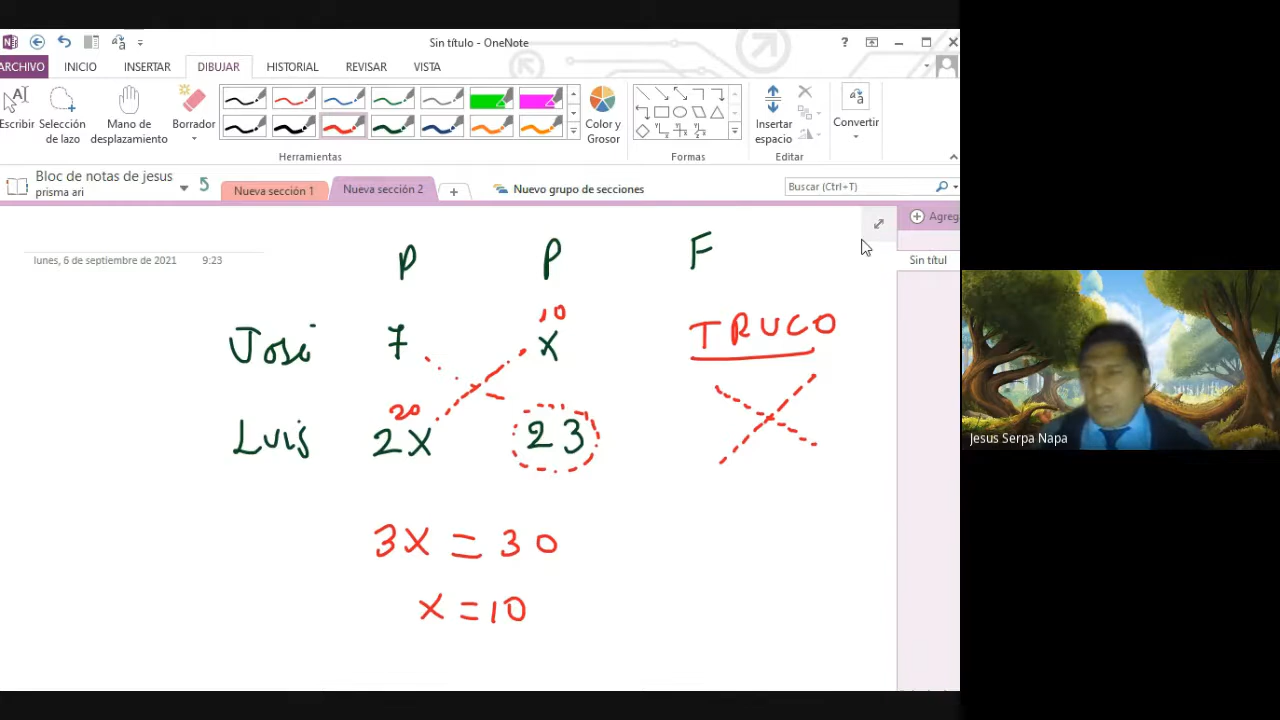 Sin título - OneNote
ARCHIVO INICIO INSERTAR DIBUJAR HISTORIAL REVISAR VISTA
Escribir
Selección de lazo
Mano de desplazamiento
Borrador
Herramientas
Color y Grosor
Formas
Insertar espacio
Editar
Convertir
Bloc de notas de jesus
prisma ari
Nueva sección 1
Nueva sección 2
Nuevo grupo de secciones
Buscar (Ctrl+T)
Agreg
Sin títul
lunes, 6 de septiembre de 2021 9:23
P P F
10
José 7 X TRUCO
20
Luis 2X 23
3X = 30
X = 10
Jesus Serpa Napa